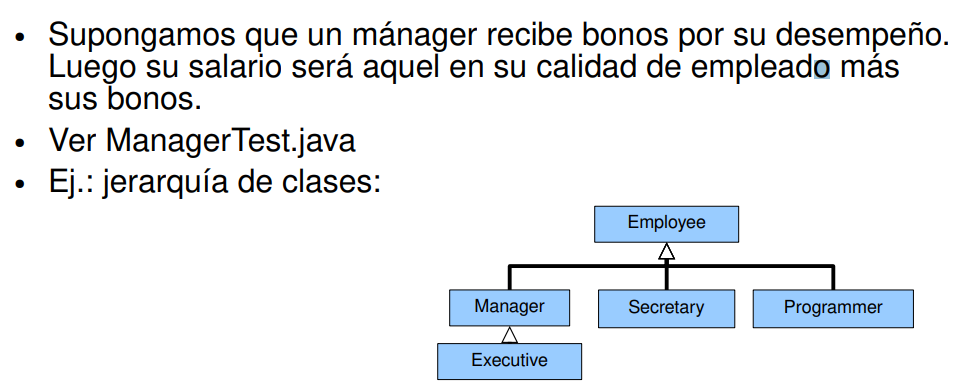 • Supongamos que un mánager recibe bonos por su desempeño.
Luego su salario será aquel en su calidad de empleado más
sus bonos.
• Ver ManagerTest.java
• Ej.: jerarquía de clases:
Employee
Manager
Secretary
Programmer
Executive